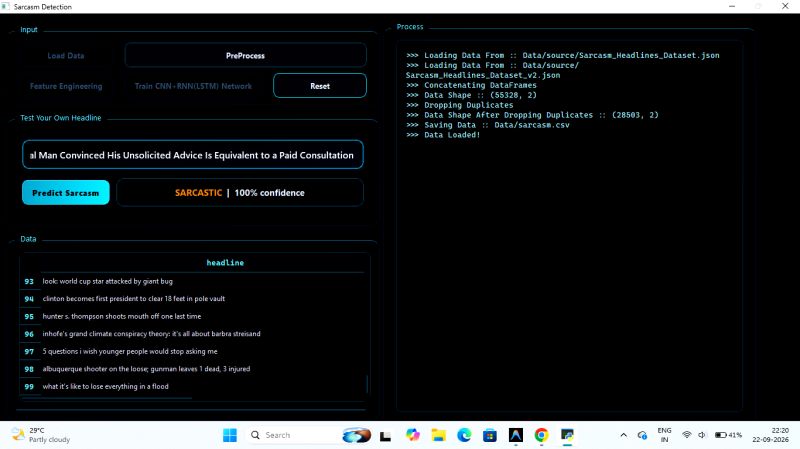 Sarcasm Detection
Input
Load Data
PreProcess
Feature Engineering
Train CNN+RNN(LSTM) Network
Reset
Test Your Own Headline
al Man Convinced His Unsolicited Advice Is Equivalent to a Paid Consultation
Predict Sarcasm
SARCASTIC | 100% confidence
Data
headline
93 look: world cup star attacked by giant bug
94 clinton becomes first president to clear 18 feet in pole vault
95 hunter s. thompson shoots mouth off one last time
96 inhofe's grand climate conspiracy theory: it's all about barbra streisand
97 5 questions i wish younger people would stop asking me
98 albuquerque shooter on the loose; gunman leaves 1 dead, 3 injured
99 what it's like to lose everything in a flood
Process
>>> Loading Data From :: Data/source/Sarcasm_Headlines_Dataset.json
>>> Loading Data From :: Data/source/
Sarcasm_Headlines_Dataset_v2.json
>>> Concatenating DataFrames
>>> Data Shape :: (55328, 2)
>>> Dropping Duplicates
>>> Data Shape After Dropping Duplicates :: (28503, 2)
>>> Saving Data :: Data/sarcasm.csv
>>> Data Loaded!
29°C
Partly cloudy
Search
ENG
IN
41%
22:20
22-09-2026